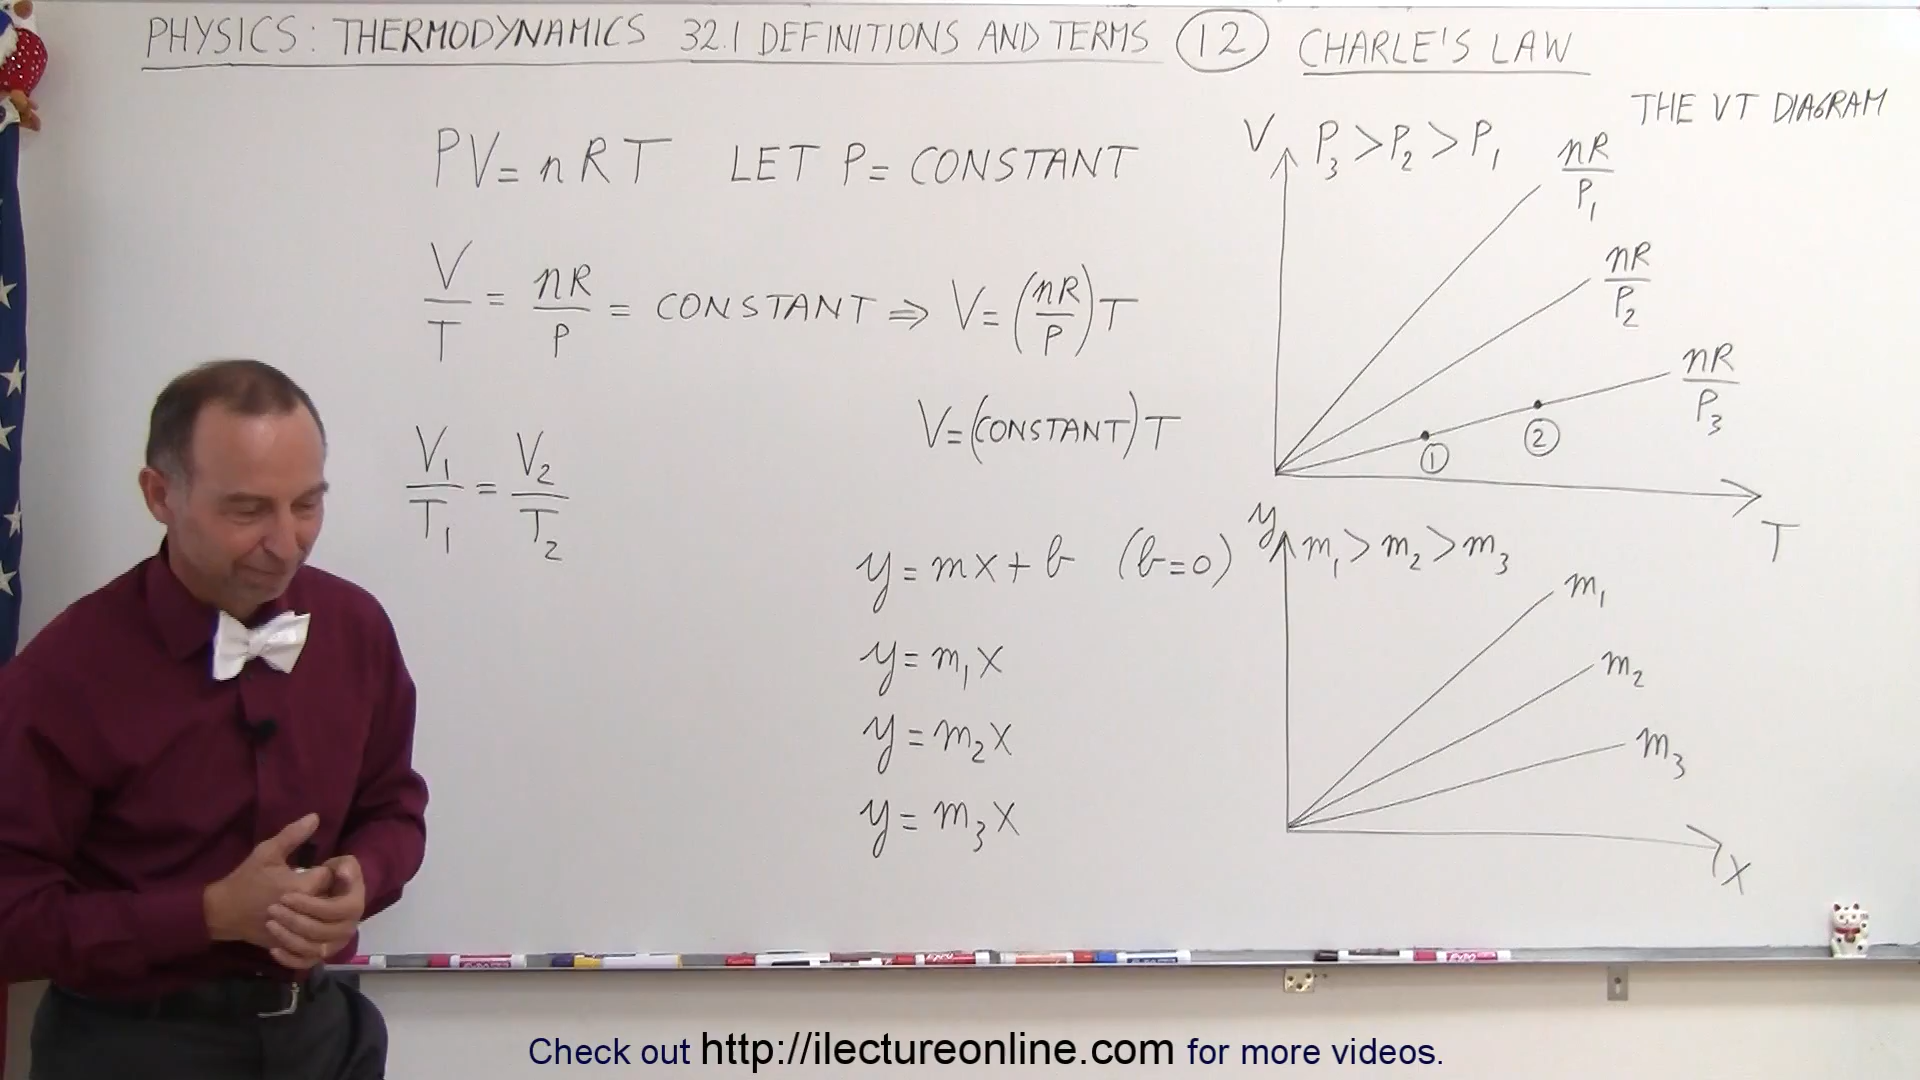 PHYSICS: THERMODYNAMICS 32.1 DEFINITIONS AND TERMS 12 CHARLE'S LAW
THE VT DIAGRAM
PV = nRT LET P = CONSTANT
V/T = nR/P = CONSTANT ⇒ V = (nR/P)T
V = (CONSTANT)T
V₁/T₁ = V₂/T₂
y = mx + b (b=0)
y = m₁x
y = m₂x
y = m₃x
V P₃ > P₂ > P₁
nR/P₁
nR/P₂
nR/P₃
1
2
T
y m₁ > m₂ > m₃
m₁
m₂
m₃
x
Check out http://ilectureonline.com for more videos.